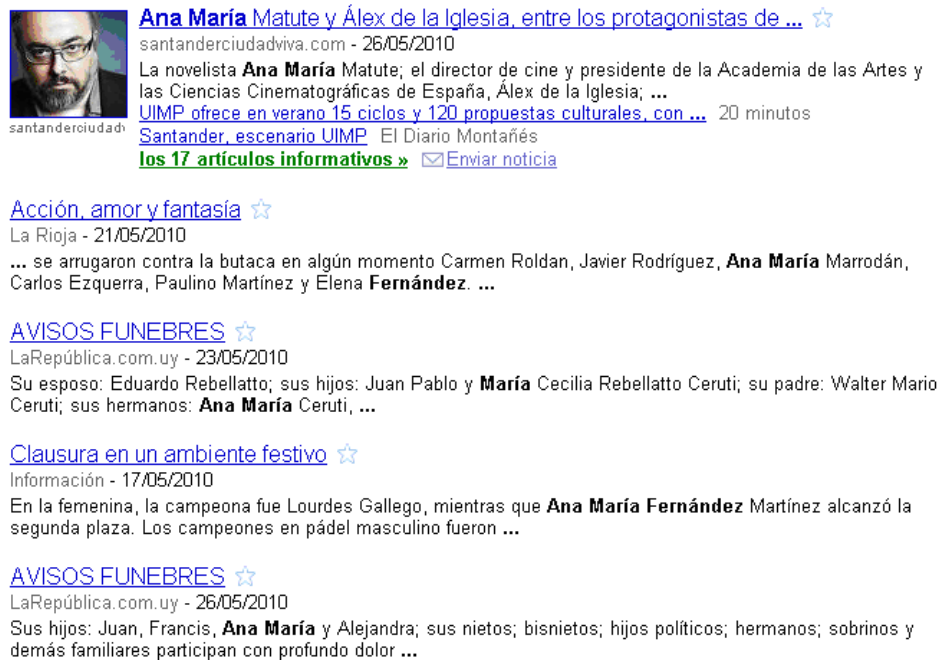 Ana María Matute y Álex de la Iglesia, entre los protagonistas de ...
santanderciudadviva.com - 26/05/2010
La novelista Ana María Matute; el director de cine y presidente de la Academia de las Artes y
las Ciencias Cinematográficas de España, Álex de la Iglesia; ...
UIMP ofrece en verano 15 ciclos y 120 propuestas culturales, con ... 20 minutos
santanderciudadv
Santander, escenario UIMP El Diario Montañés
los 17 artículos informativos » Enviar noticia
Acción, amor y fantasía
La Rioja - 21/05/2010
... se arrugaron contra la butaca en algún momento Carmen Roldan, Javier Rodríguez, Ana María Marrodán,
Carlos Ezquerra, Paulino Martínez y Elena Fernández. ...
AVISOS FUNEBRES
LaRepública.com.uy - 23/05/2010
Su esposo: Eduardo Rebellatto; sus hijos: Juan Pablo y María Cecilia Rebellatto Ceruti; su padre: Walter Mario
Ceruti; sus hermanos: Ana María Ceruti, ...
Clausura en un ambiente festivo
Información - 17/05/2010
En la femenina, la campeona fue Lourdes Gallego, mientras que Ana María Fernández Martínez alcanzó la
segunda plaza. Los campeones en pádel masculino fueron ...
AVISOS FUNEBRES
LaRepública.com.uy - 26/05/2010
Sus hijos: Juan, Francis, Ana María y Alejandra; sus nietos; bisnietos; hijos políticos; hermanos; sobrinos y
demás familiares participan con profundo dolor ...